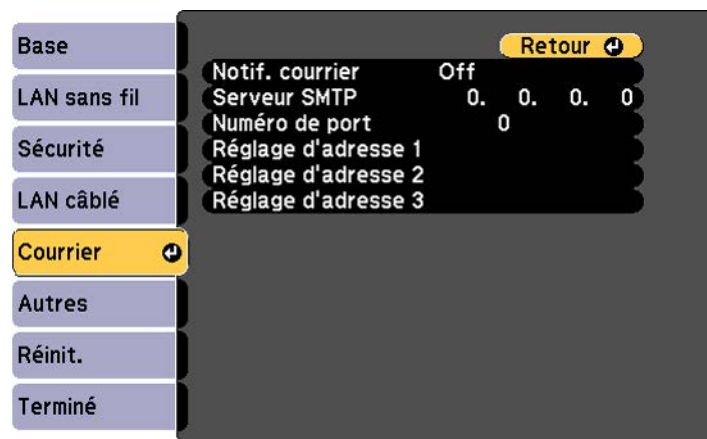 Base
LAN sans fil
Sécurité
LAN câblé
Courrier
Autres
Réinit.
Terminé
Retour
Notif. courrier Off
Serveur SMTP 0. 0. 0. 0
Numéro de port 0
Réglage d'adresse 1
Réglage d'adresse 2
Réglage d'adresse 3